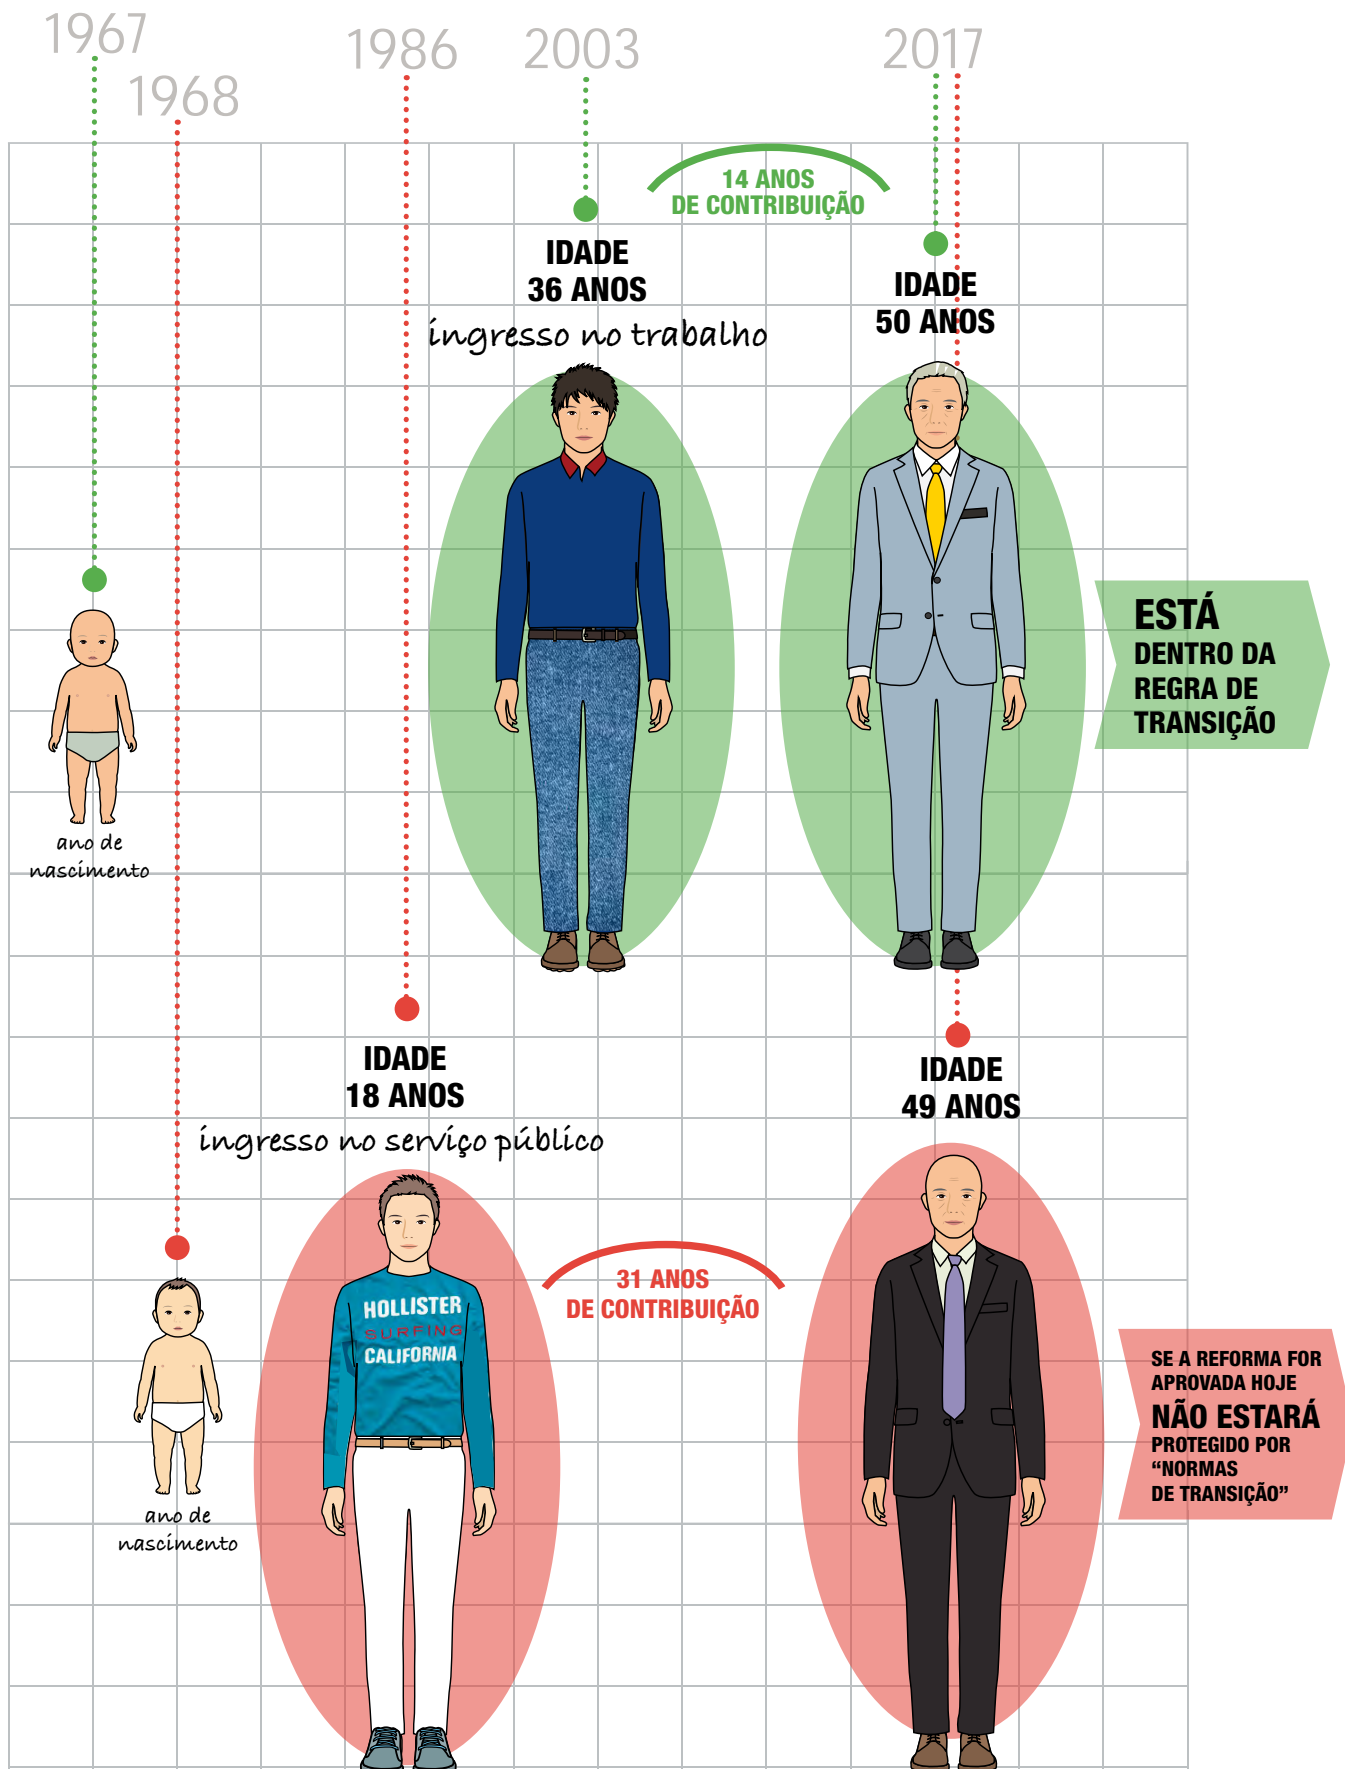 1967
1968
1986
2003
2017
14 ANOS
DE CONTRIBUIÇÃO
IDADE
36 ANOS
ingresso no trabalho
IDADE
50 ANOS
ESTÁ
DENTRO DA
REGRA DE
TRANSIÇÃO
ano de
nascimento
IDADE
18 ANOS
ingresso no serviço público
IDADE
49 ANOS
31 ANOS
DE CONTRIBUIÇÃO
HOLLISTER
SURFING
CALIFORNIA
SE A REFORMA FOR
APROVADA HOJE
NÃO ESTARÁ
PROTEGIDO POR
“NORMAS
DE TRANSIÇÃO”
ano de
nascimento